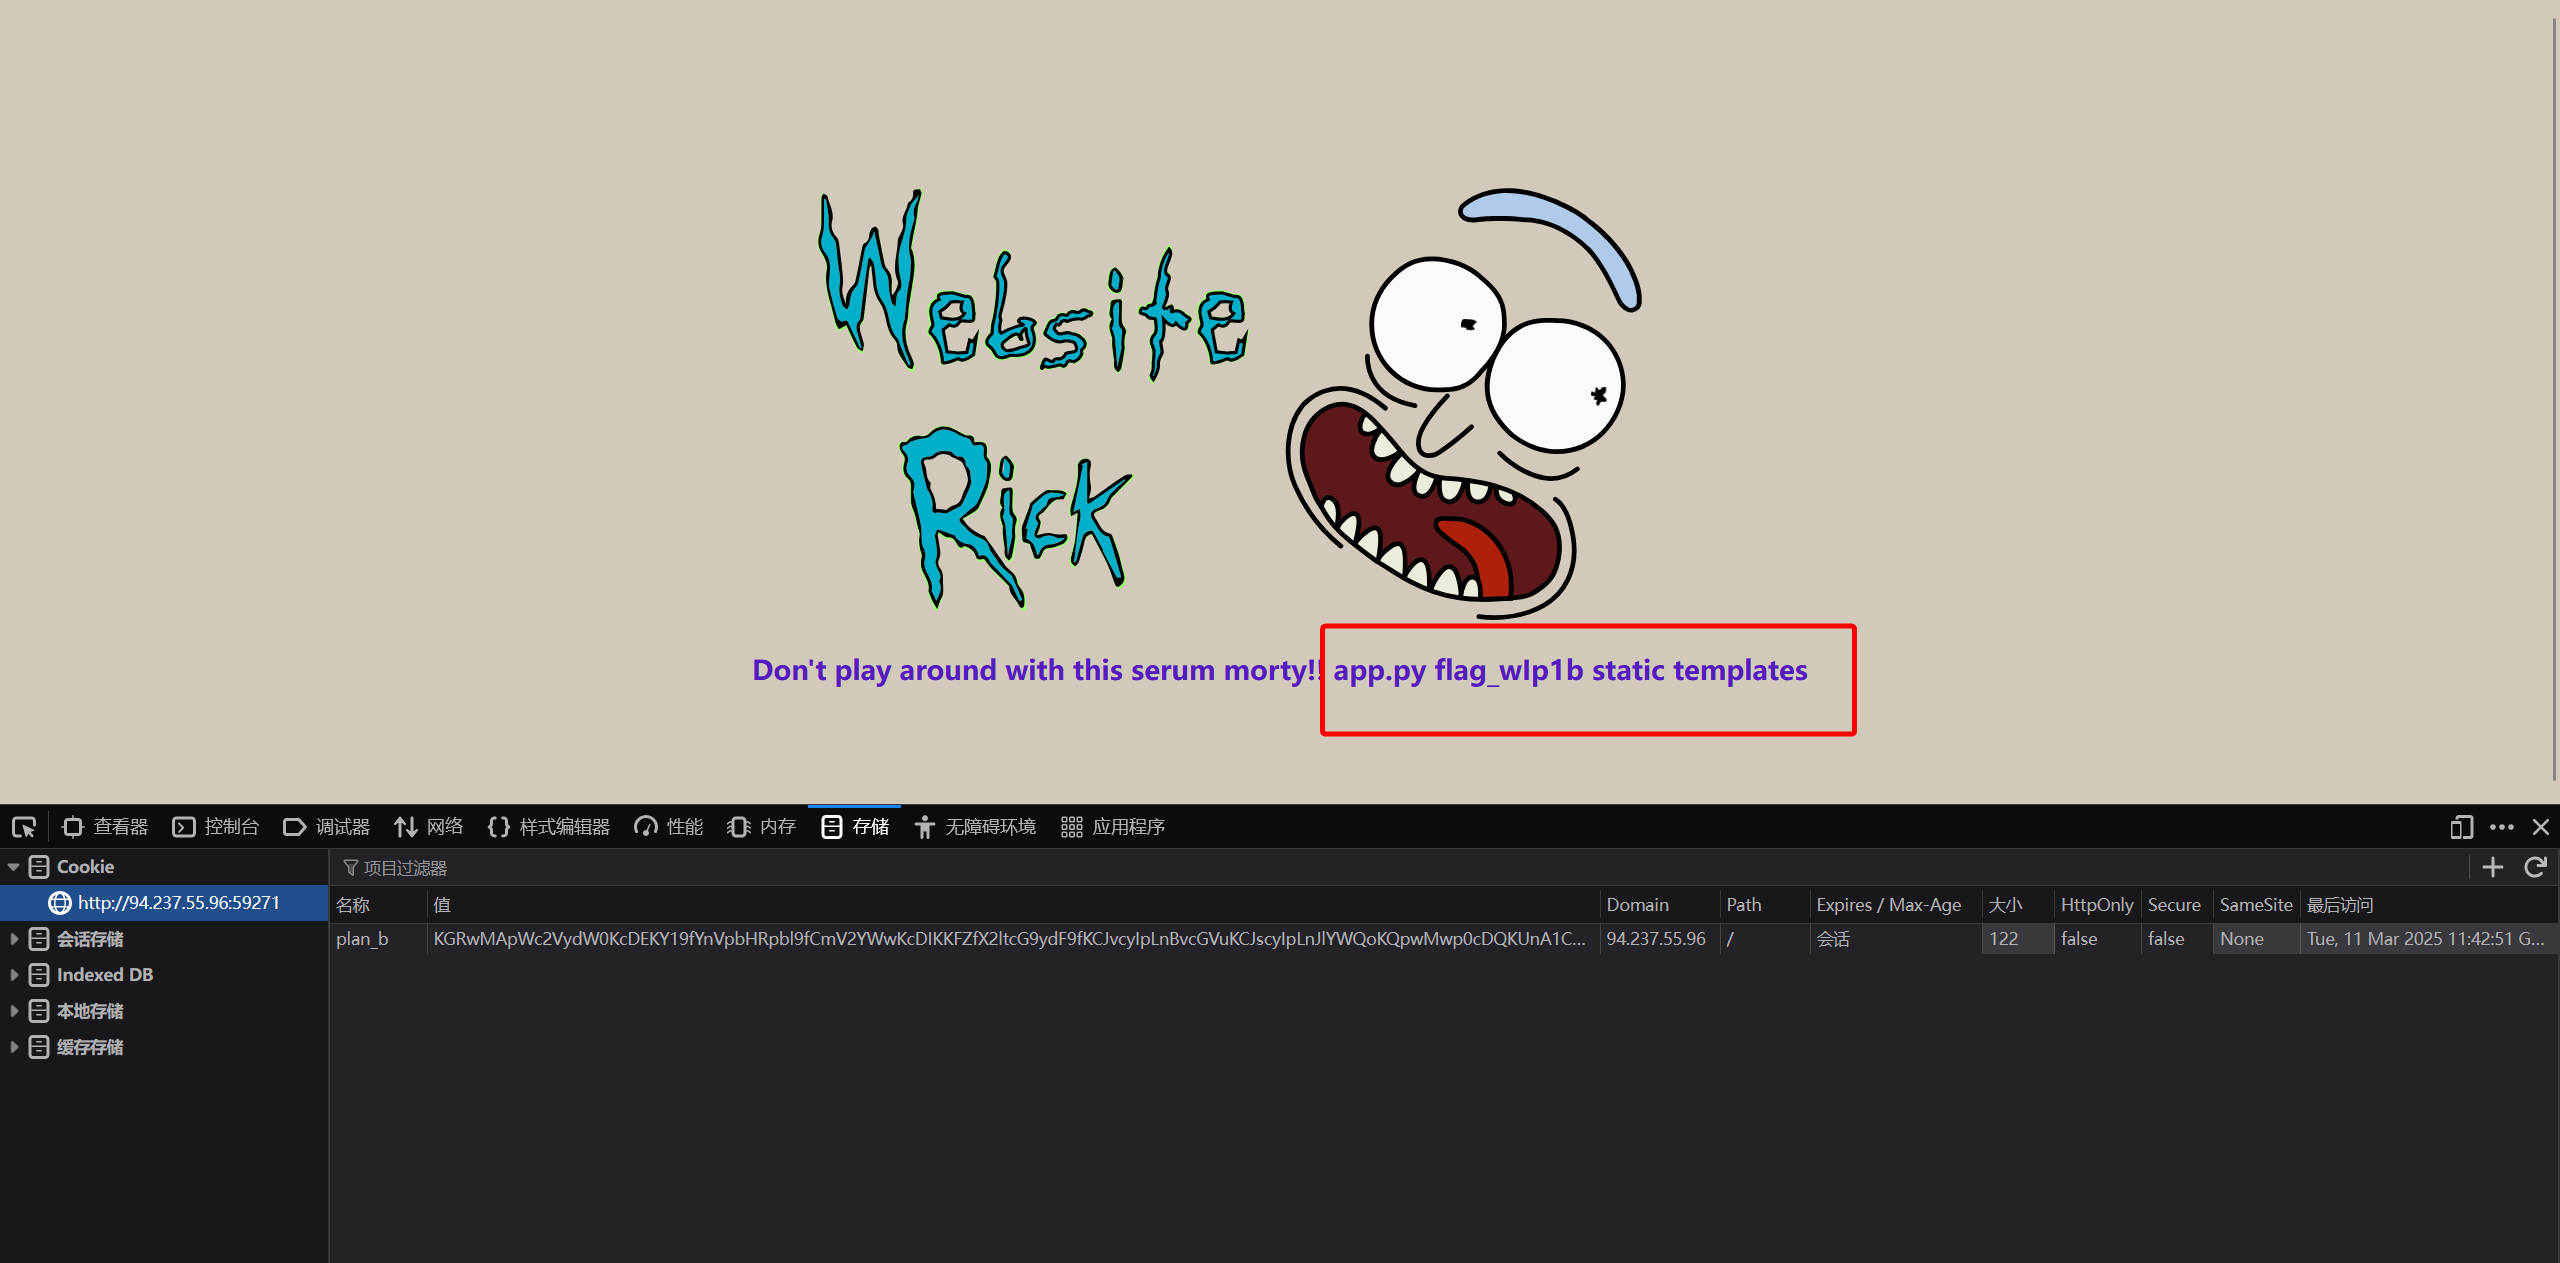 Website
Rick
Don't play around with this serum morty!! app.py flag_wIp1b static templates
查看器 控制台 调试器 网络 样式编辑器 性能 内存 存储 无障碍环境 应用程序
Cookie
项目过滤器
http://94.237.55.96:59271
名称 值 Domain Path Expires / Max-Age 大小 HttpOnly Secure SameSite 最后访问
plan_b KGRwMApWc2VydW0KcDEKY19fYnVpbHRpbl9fCmV2YWwKcDIKKFZfX2ltcG9ydF9fKCJvcyIpLnBvcGVuKCJscyIpLnJlYWQoKQpwMwp0cDQKUnA1C... 94.237.55.96 / 会话 122 false false None Tue, 11 Mar 2025 11:42:51 G...
会话存储
Indexed DB
本地存储
缓存存储